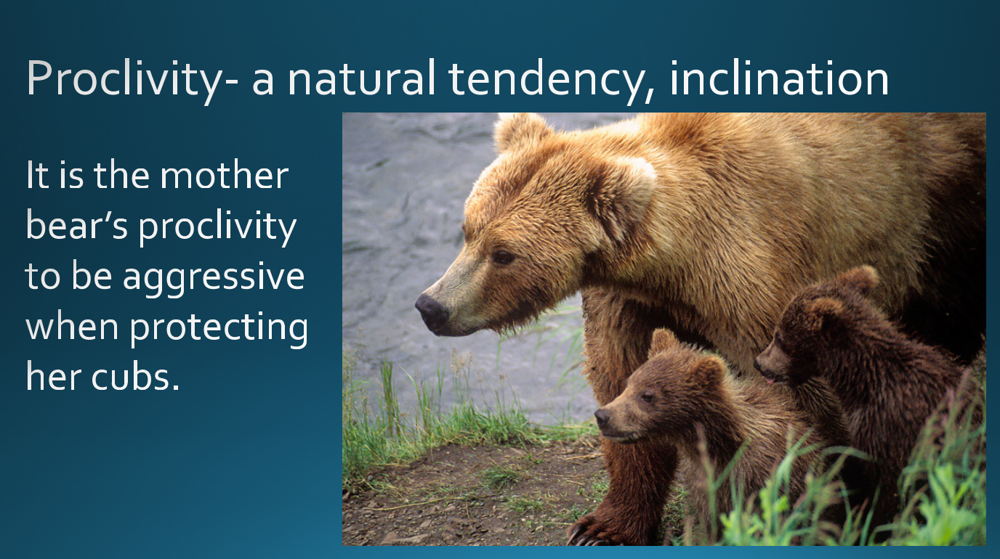 Proclivity- a natural tendency, inclination
It is the mother
bear’s proclivity
to be aggressive
when protecting
her cubs.